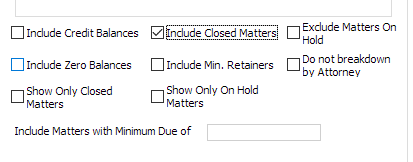 Include Credit Balances
Include Closed Matters
Exclude Matters On
Hold
Include Zero Balances
Include Min. Retainers
Do not breakdown
by Attorney
Show Only Closed
Matters
Show Only On Hold
Matters
Include Matters with Minimum Due of